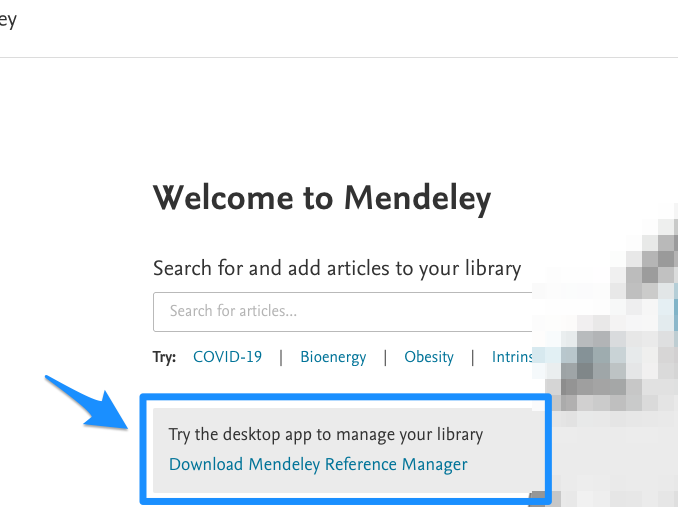 ey
Welcome to Mendeley
Search for and add articles to your library
Search for articles...
Try: COVID-19 | Bioenergy | Obesity | Intrins
Try the desktop app to manage your library
Download Mendeley Reference Manager